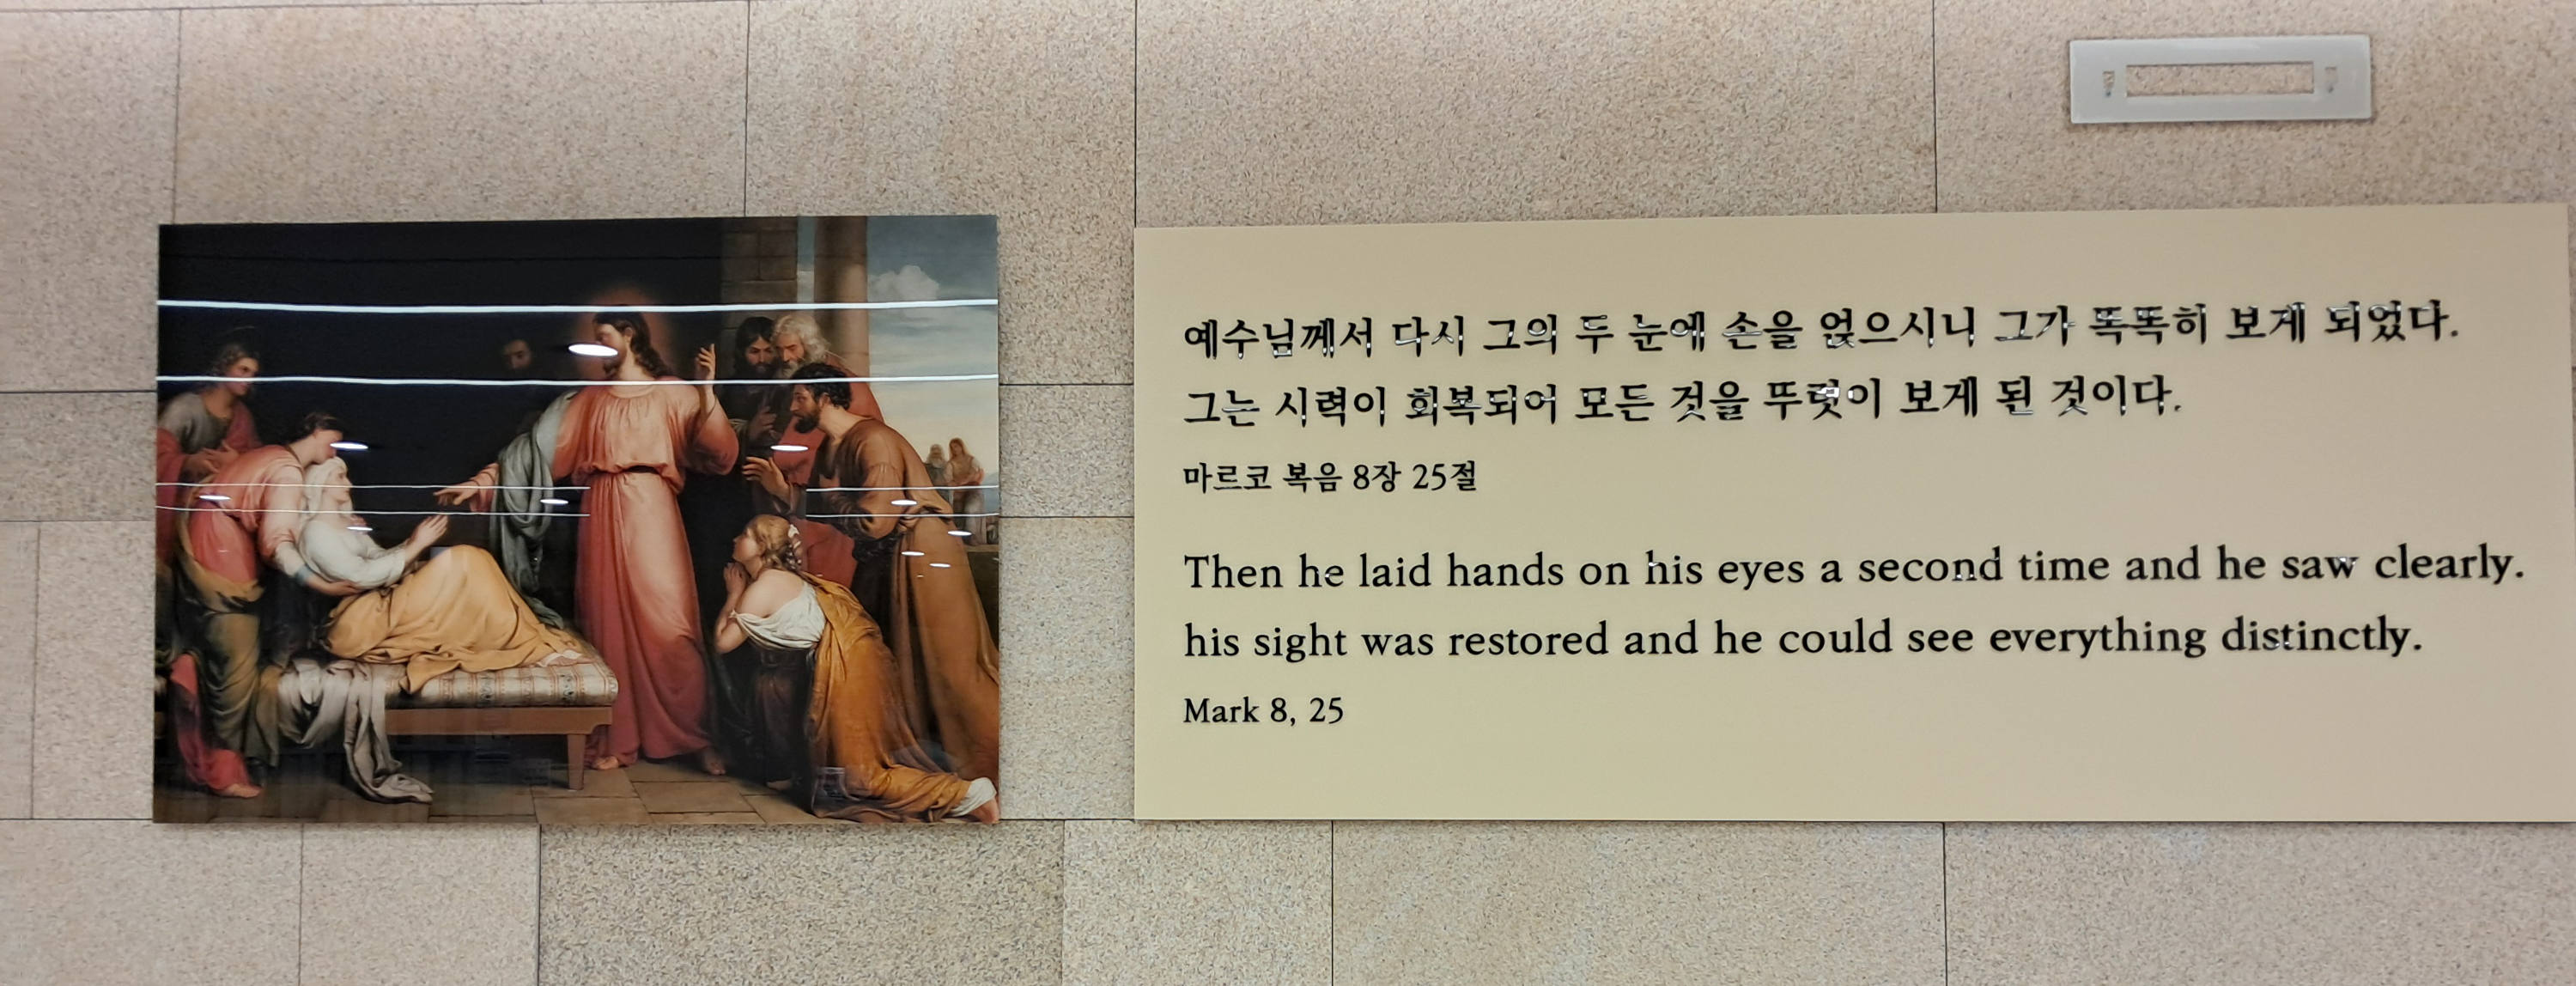 예수님께서 다시 그의 두 눈에 손을 얹으시니 그가 똑똑히 보게 되었다.
그는 시력이 회복되어 모든 것을 뚜렷이 보게 된 것이다.
마르코 복음 8장 25절
Then he laid hands on his eyes a second time and he saw clearly.
his sight was restored and he could see everything distinctly.
Mark 8, 25